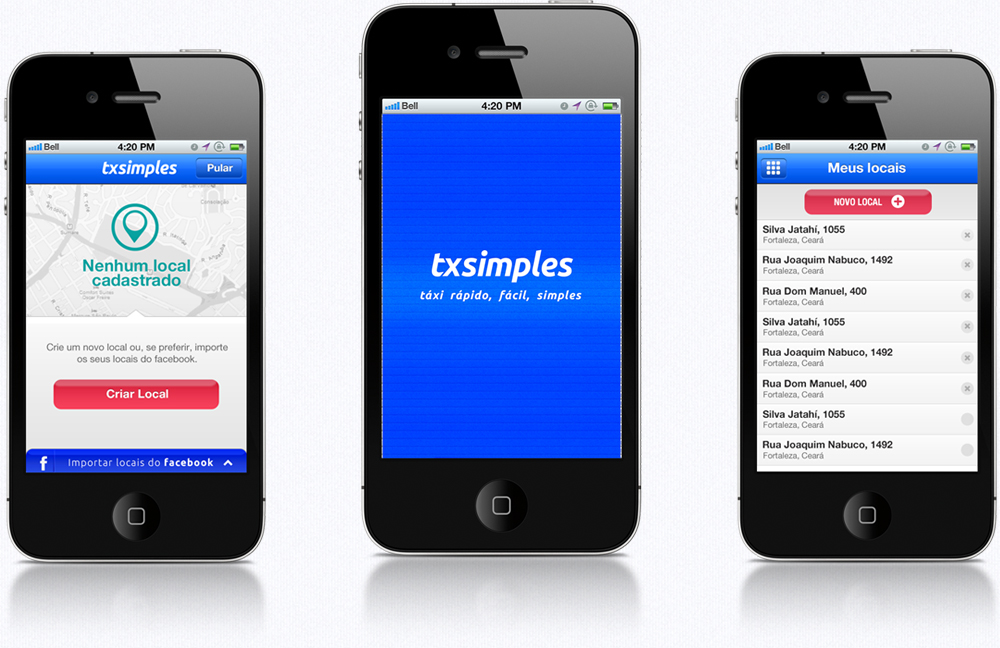 Bell 4:20 PM
txsimples Pular
Consolação
Nenhum local
cadastrado
Crie um novo local ou, se preferir, importe
os seus locais do facebook.
Criar Local
f Importar locais do facebook
Bell 4:20 PM
txsimples
táxi rápido, fácil, simples
Bell 4:20 PM
Meus locais
NOVO LOCAL
Silva Jatahí, 1055
Fortaleza, Ceará
Rua Joaquim Nabuco, 1492
Fortaleza, Ceará
Rua Dom Manuel, 400
Fortaleza, Ceará
Silva Jatahí, 1055
Fortaleza, Ceará
Rua Joaquim Nabuco, 1492
Fortaleza, Ceará
Rua Dom Manuel, 400
Fortaleza, Ceará
Silva Jatahí, 1055
Fortaleza, Ceará
Rua Joaquim Nabuco, 1492
Fortaleza, Ceará